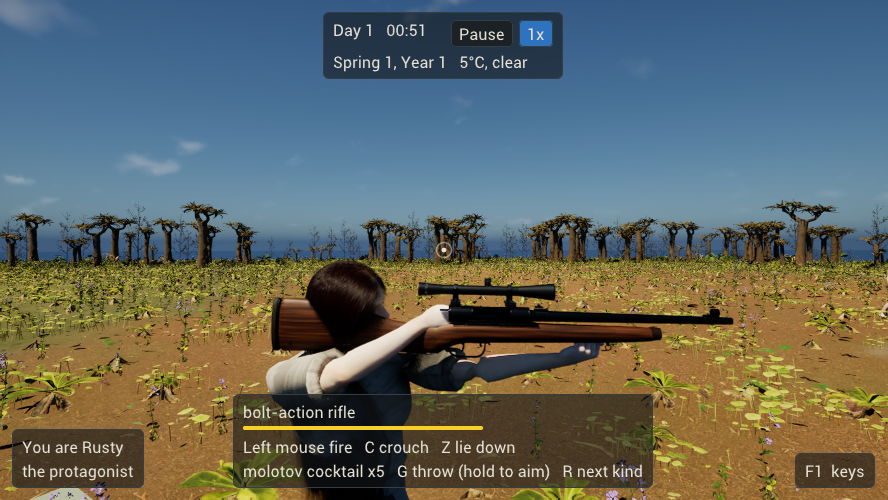 Day 1 00:51 Pause 1x
Spring 1, Year 1 5°C, clear
bolt-action rifle
Left mouse fire C crouch Z lie down
molotov cocktail x5 G throw (hold to aim) R next kind
You are Rusty
the protagonist
F1 keys